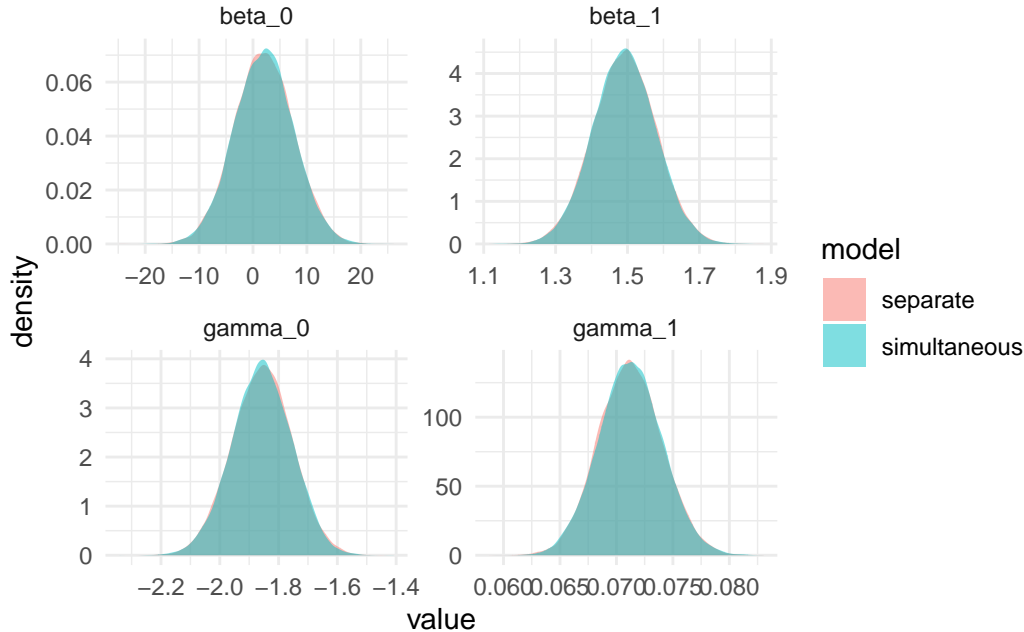 beta_0
beta_1
0.06
0.04
0.02
0.00
−20 −10 0 10 20
4
3
2
1
0
1.1 1.3 1.5 1.7 1.9
density
gamma_0
gamma_1
4
3
2
1
0
−2.2 −2.0 −1.8 −1.6 −1.4
100
50
0
0.060 0.065 0.070 0.075 0.080
value
model
separate
simultaneous